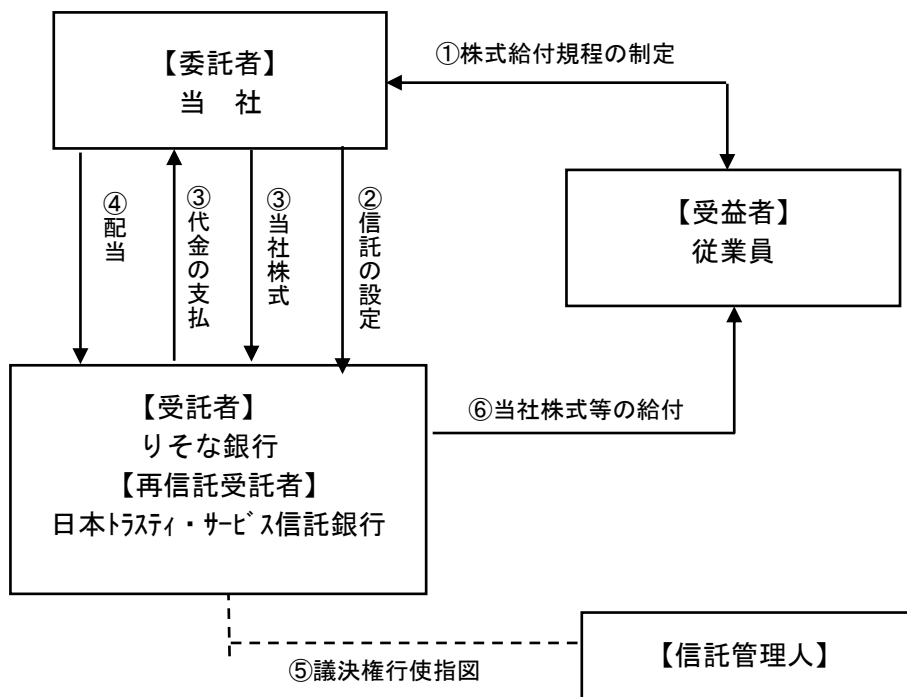 【委託者】
当　社
①株式給付規程の制定
【受益者】
従業員
④配当
③代金の支払
③当社株式
②信託の設定
【受託者】
りそな銀行
【再信託受託者】
日本ﾄﾗｽﾃｨ・ｻｰﾋﾞｽ信託銀行
⑥当社株式等の給付
⑤議決権行使指図
【信託管理人】